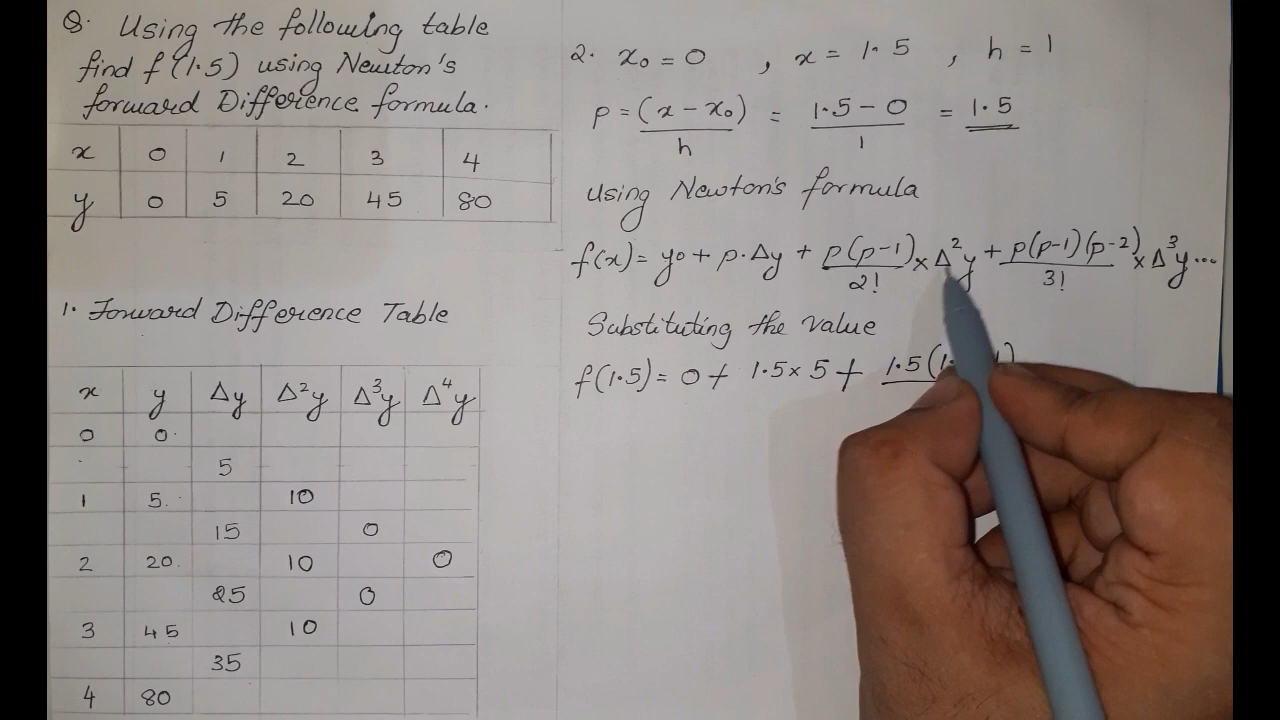 Q. Using the following table
find f(1.5) using Newton's
forward Difference formula.
x 0 1 2 3 4
y 0 5 20 45 80
1. Forward Difference Table
x y Δy Δ²y Δ³y Δ⁴y
0 0
5
1 5 10
15 0
2 20 10 0
25 0
3 45 10
35
4 80
2. x₀ = 0 , x = 1.5 , h = 1
p = (x - x₀)/h = (1.5 - 0)/1 = 1.5
using Newton's formula
f(x) = y₀ + p·Δy + p(p-1)/2! × Δ²y + p(p-1)(p-2)/3! × Δ³y ...
Substituting the value
f(1.5) = 0 + 1.5 × 5 + 1.5(